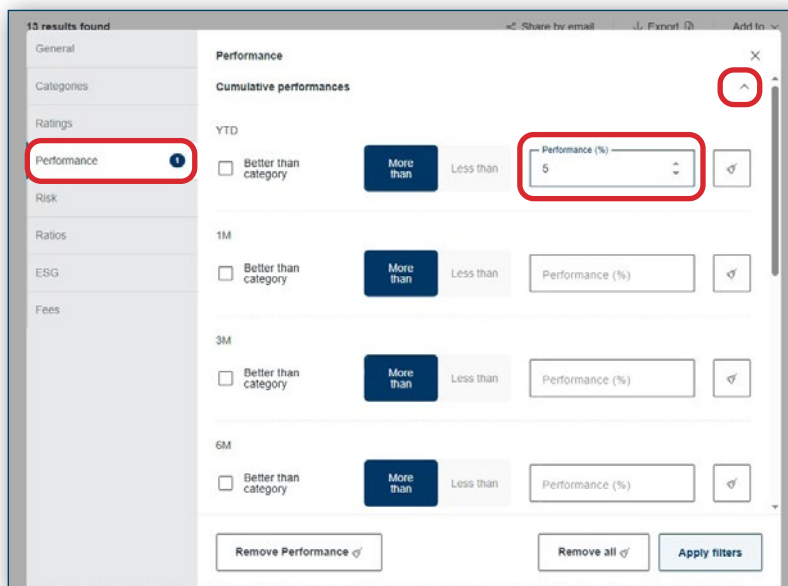 13 results found
Share by email
Export
Add to
General
Categories
Ratings
Performance 1
Risk
Ratios
ESG
Fees
Performance
Cumulative performances
YTD
Better than
category
More
than
Less than
Performance (%)
5
1M
Better than
category
More
than
Less than
Performance (%)
3M
Better than
category
More
than
Less than
Performance (%)
6M
Better than
category
More
than
Less than
Performance (%)
Remove Performance
Remove all
Apply filters